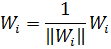 W_i = \frac{1}{\|W_i\|} W_i